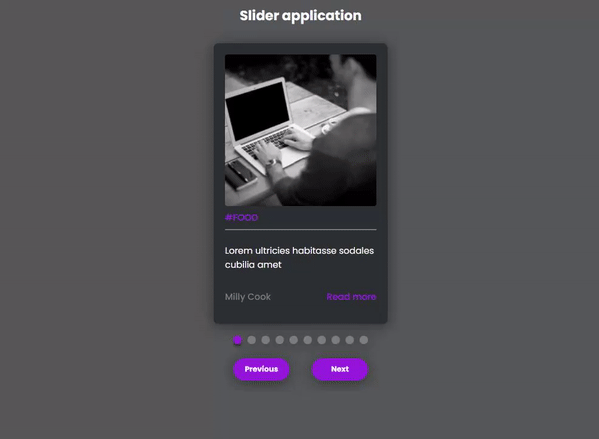 Slider application
#FOOD
Lorem ultricies habitasse sodales
cubilia amet
Milly Cook Read more
Previous Next